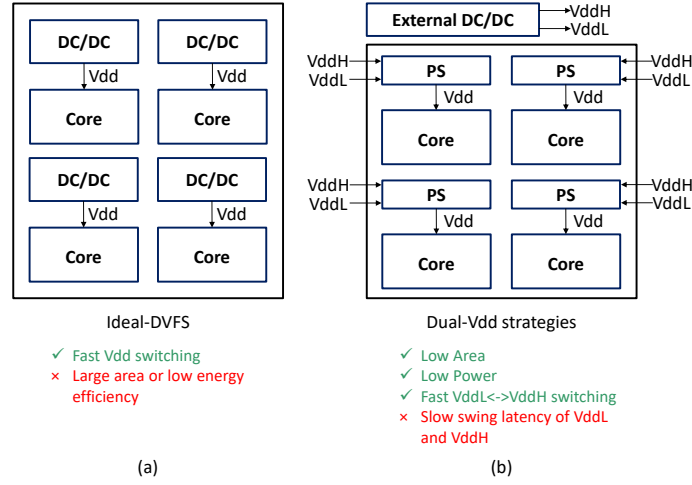 DC/DC
DC/DC
Vdd
Vdd
Core
Core
DC/DC
DC/DC
Vdd
Vdd
Core
Core
Ideal-DVFS
✓ Fast Vdd switching
× Large area or low energy
efficiency
(a)
External DC/DC
VddH
VddL
VddH
VddL
PS
PS
VddH
VddL
Vdd
Vdd
Core
Core
VddH
VddL
PS
PS
VddH
VddL
Vdd
Vdd
Core
Core
Dual-Vdd strategies
✓ Low Area
✓ Low Power
✓ Fast VddL<->VddH switching
× Slow swing latency of VddL
and VddH
(b)